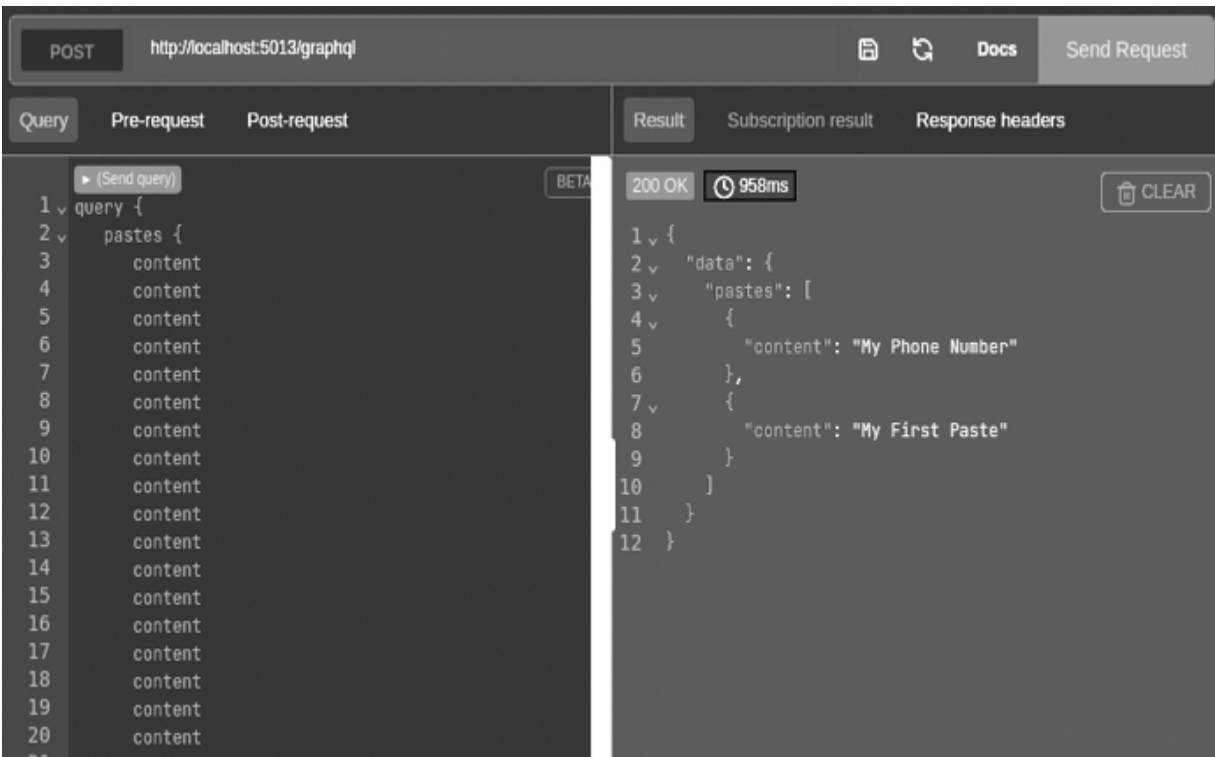 POST http://localhost:5013/graphql Docs Send Request
Query Pre-request Post-request
Result Subscription result Response headers
▸ (Send query) BETA
1 query {
2 pastes {
3 content
4 content
5 content
6 content
7 content
8 content
9 content
10 content
11 content
12 content
13 content
14 content
15 content
16 content
17 content
18 content
19 content
20 content
200 OK 958ms CLEAR
1 {
2 "data": {
3 "pastes": [
4 {
5 "content": "My Phone Number"
6 },
7 {
8 "content": "My First Paste"
9 }
10 ]
11 }
12 }